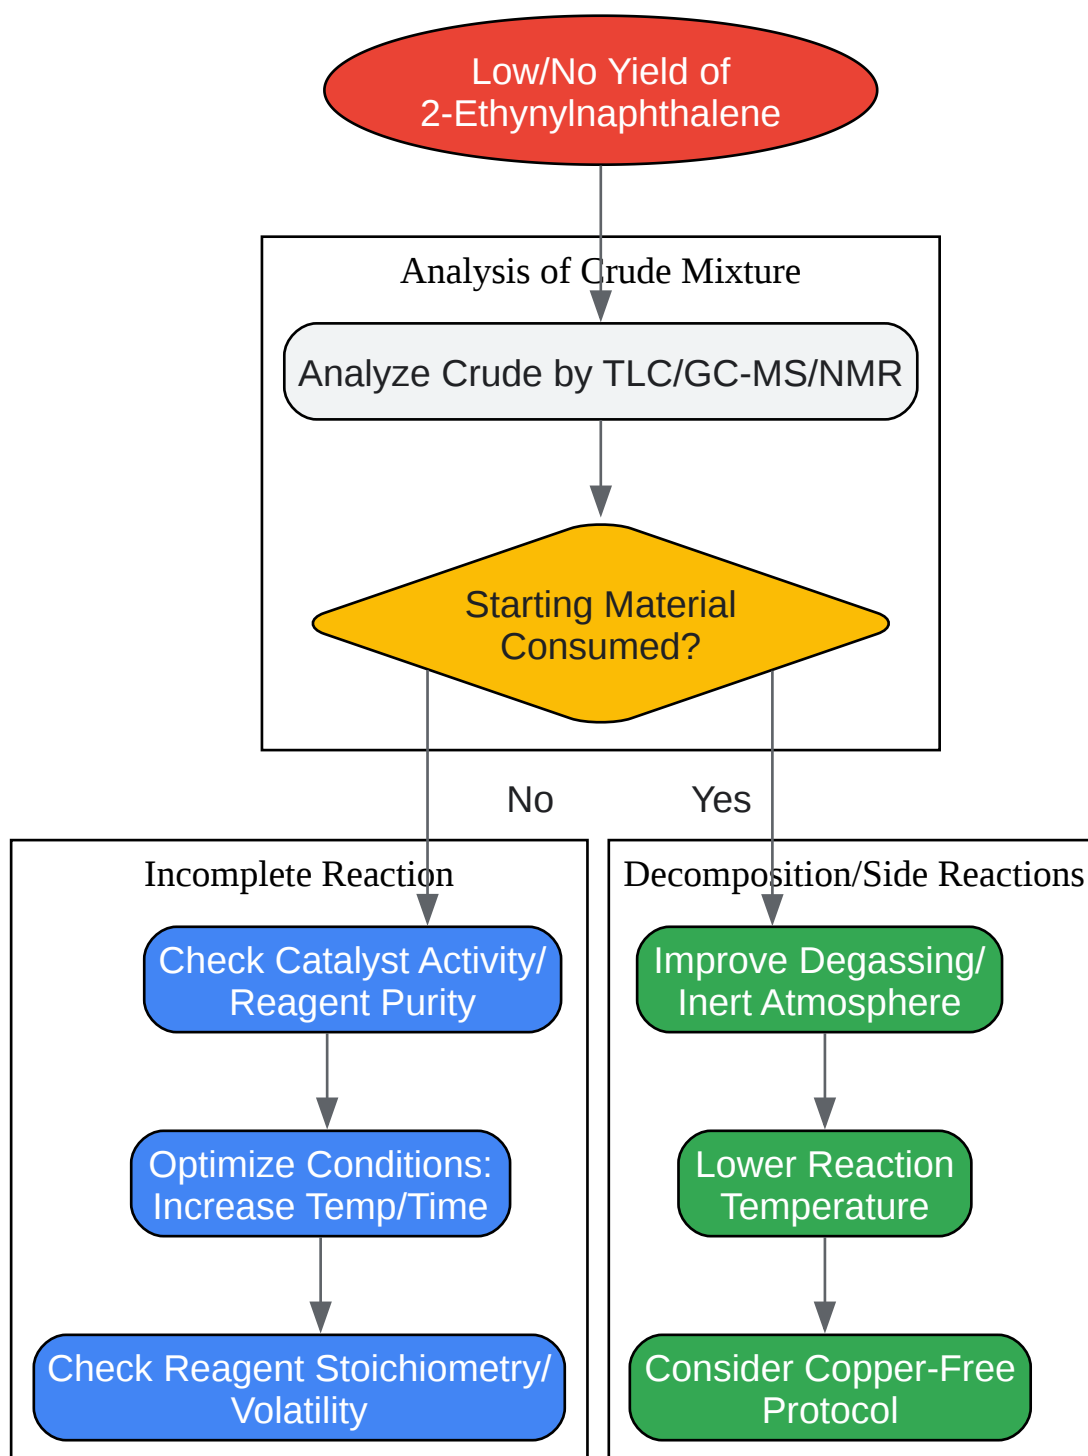 Low/No Yield of
2-Ethynylnaphthalene
Analysis of Crude Mixture
Analyze Crude by TLC/GC-MS/NMR
Starting Material
Consumed?
No
Yes
Incomplete Reaction
Check Catalyst Activity/
Reagent Purity
Optimize Conditions:
Increase Temp/Time
Check Reagent Stoichiometry/
Volatility
Decomposition/Side Reactions
Improve Degassing/
Inert Atmosphere
Lower Reaction
Temperature
Consider Copper-Free
Protocol